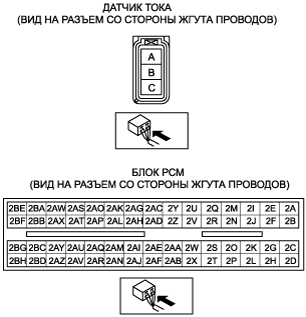 ДАТЧИК ТОКА
(ВИД НА РАЗЪЕМ СО СТОРОНЫ ЖГУТА ПРОВОДОВ)
A
B
C
БЛОК PCM
(ВИД НА РАЗЪЕМ СО СТОРОНЫ ЖГУТА ПРОВОДОВ)
2BE 2BA 2AW 2AS 2AO 2AK 2AG 2AC 2Y 2U 2Q 2M 2I 2E 2A
2BF 2BB 2AX 2AT 2AP 2AL 2AH 2AD 2Z 2V 2R 2N 2J 2F 2B
2BG 2BC 2AY 2AU 2AQ 2AM 2AI 2AE 2AA 2W 2S 2O 2K 2G 2C
2BH 2BD 2AZ 2AV 2AR 2AN 2AJ 2AF 2AB 2X 2T 2P 2L 2H 2D